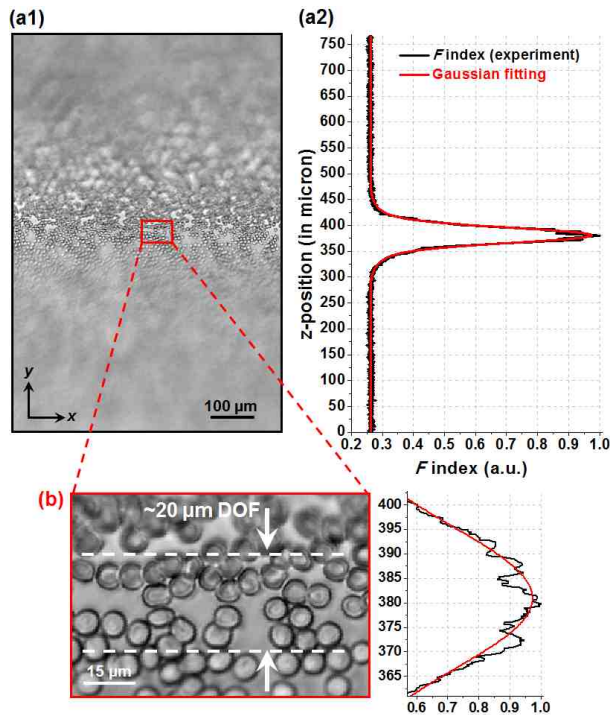 (a1)
(a2)
F index (experiment)
Gaussian fitting
750
700
650
600
550
500
450
400
350
300
250
200
150
100
50
0
z-position (in micron)
0.2 0.3 0.4 0.5 0.6 0.7 0.8 0.9 1.0
F index (a.u.)
y
x
100 µm
(b)
~20 µm DOF
15 µm
400
395
390
385
380
375
370
365
0.6 0.7 0.8 0.9 1.0